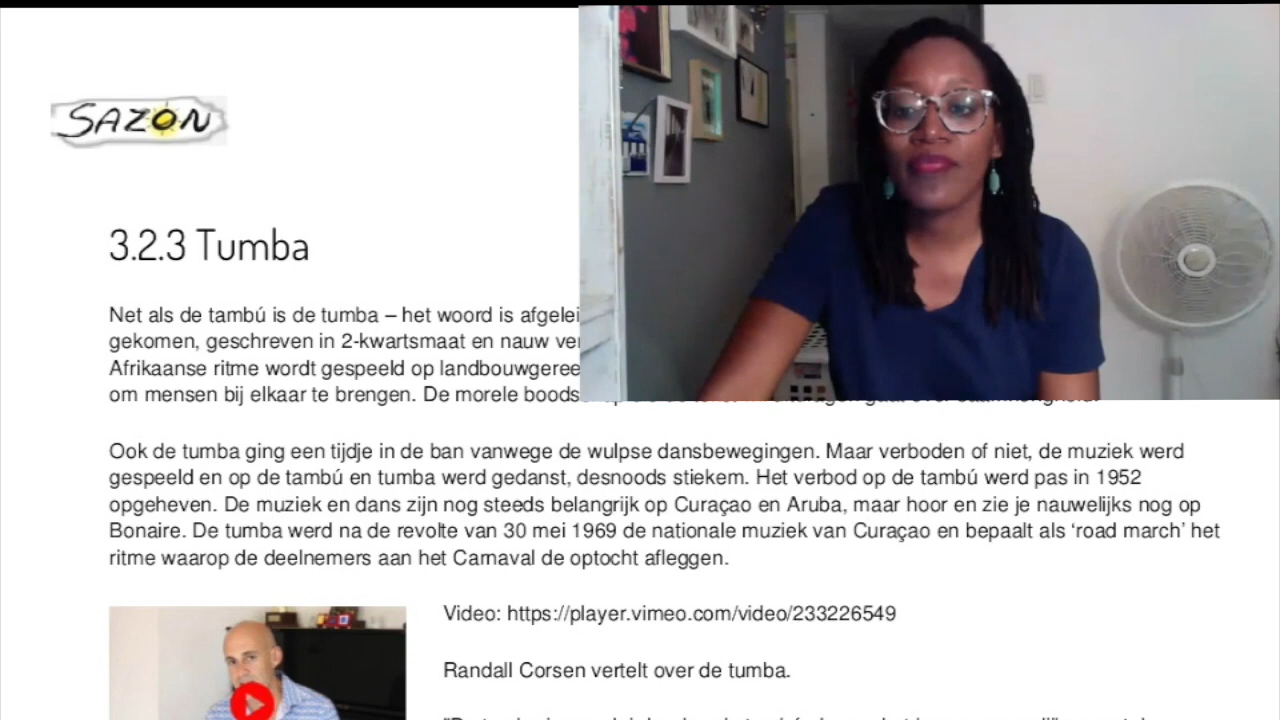 SAZON
3.2.3 Tumba
Net als de tambú is de tumba – het woord is afgelei
gekomen, geschreven in 2-kwartsmaat en nauw ver
Afrikaanse ritme wordt gespeeld op landbouwgeree
om mensen bij elkaar te brengen. De morele boods
Ook de tumba ging een tijdje in de ban vanwege de wulpse dansbewegingen. Maar verboden of niet, de muziek werd
gespeeld en op de tambú en tumba werd gedanst, desnoods stiekem. Het verbod op de tambú werd pas in 1952
opgeheven. De muziek en dans zijn nog steeds belangrijk op Curaçao en Aruba, maar hoor en zie je nauwelijks nog op
Bonaire. De tumba werd na de revolte van 30 mei 1969 de nationale muziek van Curaçao en bepaalt als ‘road march’ het
ritme waarop de deelnemers aan het Carnaval de optocht afleggen.
Video: https://player.vimeo.com/video/233226549
Randall Corsen vertelt over de tumba.